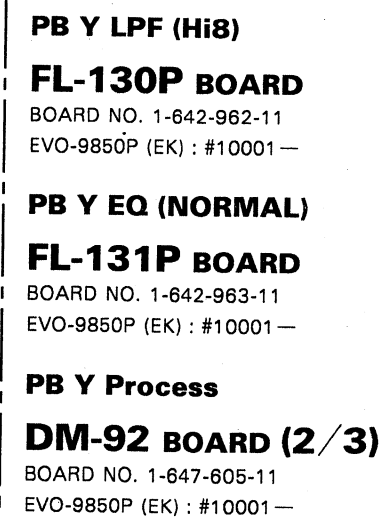 PB Y LPF (Hi8)
FL-130P BOARD
BOARD NO. 1-642-962-11
EVO-9850P (EK) : #10001 —
PB Y EQ (NORMAL)
FL-131P BOARD
BOARD NO. 1-642-963-11
EVO-9850P (EK) : #10001 —
PB Y Process
DM-92 BOARD (2/3)
BOARD NO. 1-647-605-11
EVO-9850P (EK) : #10001 —